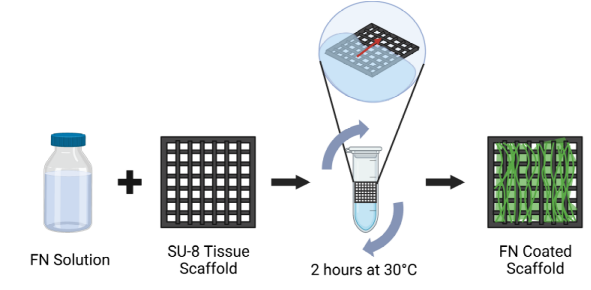 FN Solution
SU-8 Tissue
Scaffold
2 hours at 30°C
FN Coated
Scaffold